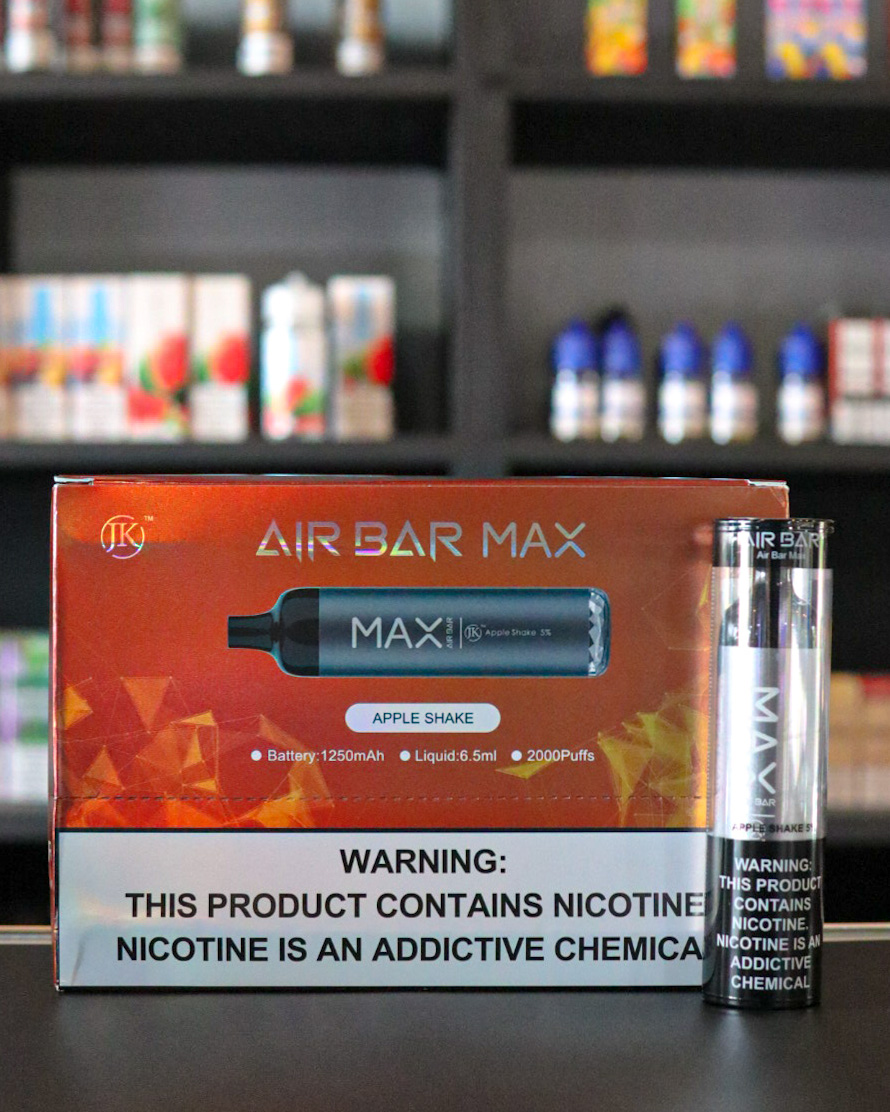 JK
TM
AIR BAR MAX
MAX
AIR BAR
JK
Apple Shake 5%
APPLE SHAKE
Battery:1250mAh
Liquid:6.5ml
2000Puffs
WARNING:
THIS PRODUCT CONTAINS NICOTINE
NICOTINE IS AN ADDICTIVE CHEMICA
AIR BAR
Air Bar Max
MAX
BAR
APPLE SHAKE 5%
WARNING:
THIS PRODUCT
CONTAINS
NICOTINE.
NICOTINE IS AN
ADDICTIVE
CHEMICAL